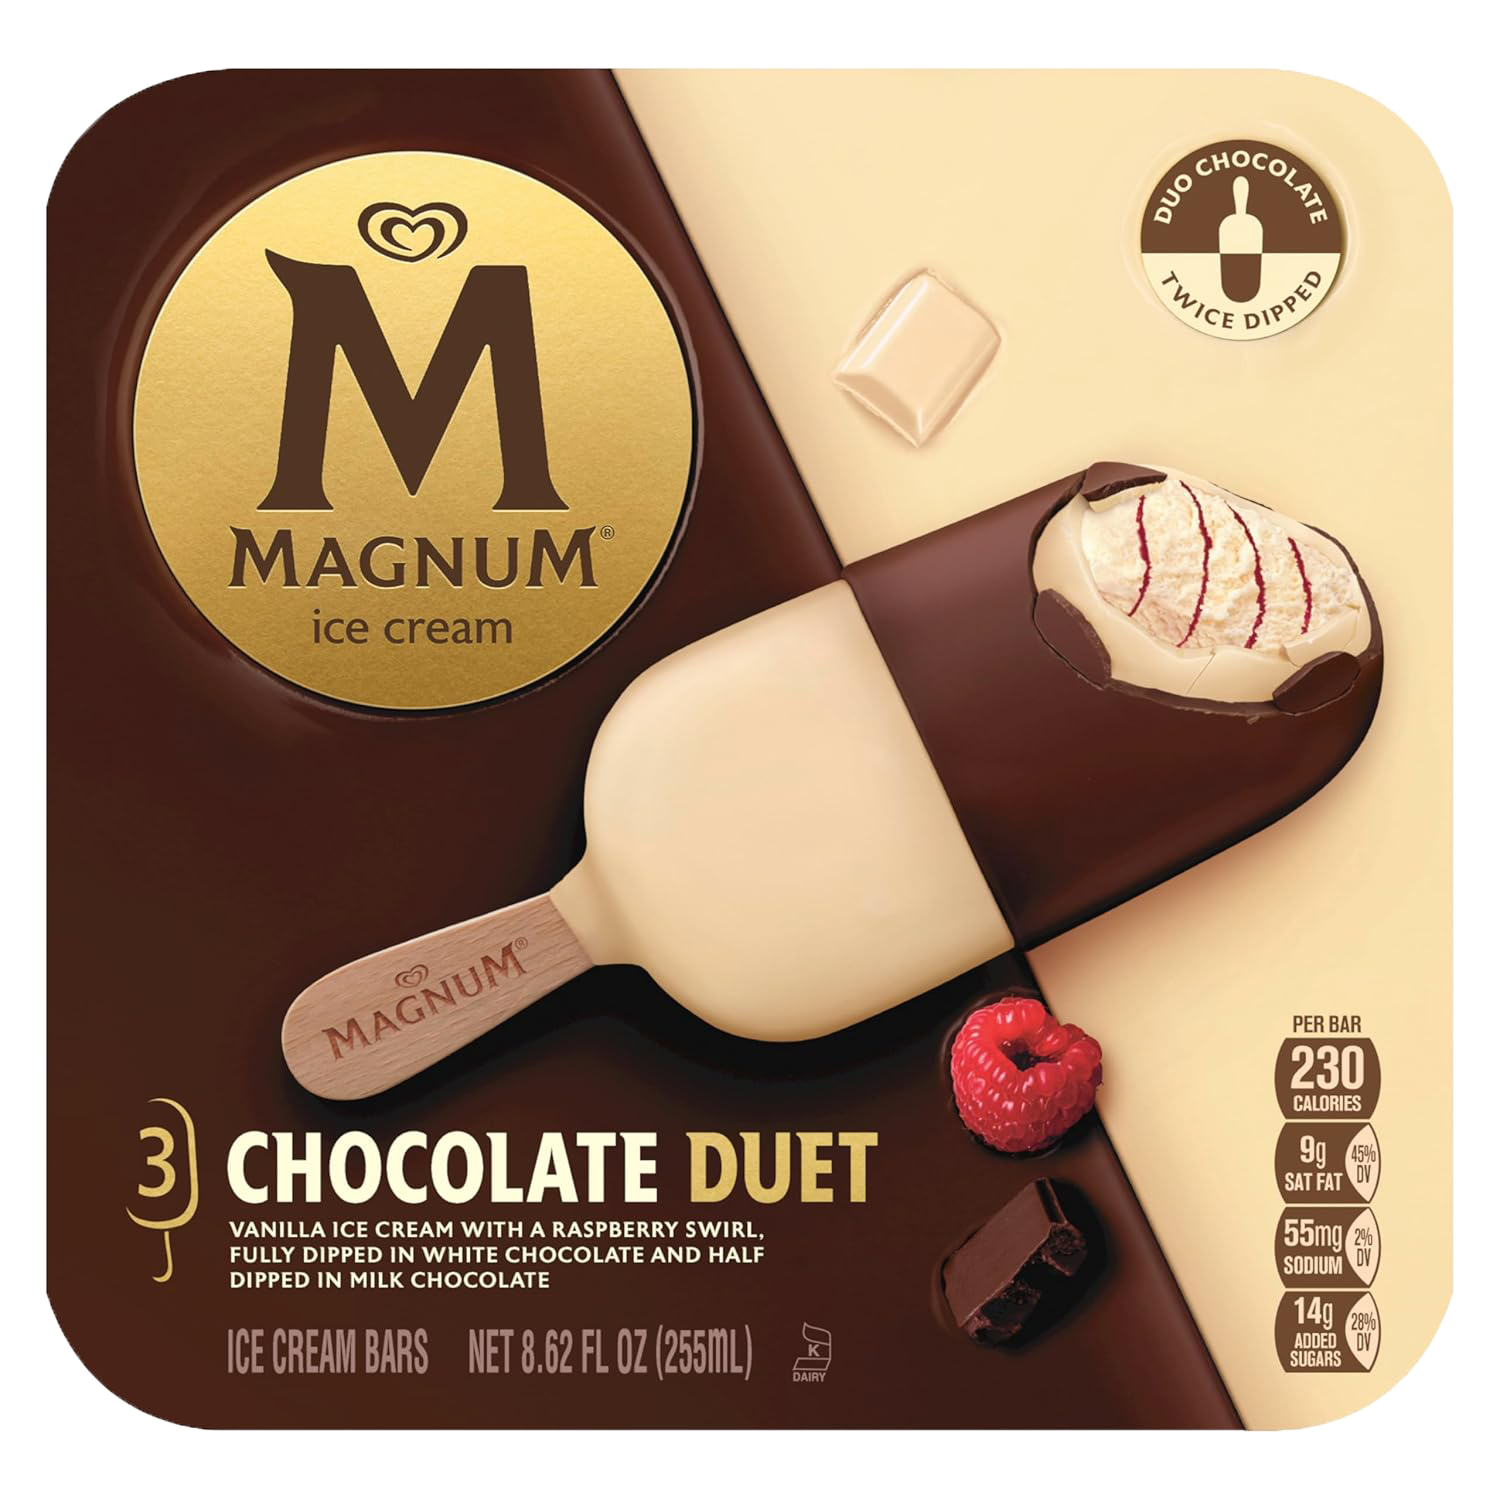 M
MAGNUM®
ice cream
DUO CHOCOLATE
TWICE DIPPED
MAGNUM®
3
CHOCOLATE DUET
VANILLA ICE CREAM WITH A RASPBERRY SWIRL,
FULLY DIPPED IN WHITE CHOCOLATE AND HALF
DIPPED IN MILK CHOCOLATE
ICE CREAM BARS NET 8.62 FL OZ (255mL)
K
DAIRY
PER BAR
230
CALORIES
9g
SAT FAT
45%
DV
55mg
SODIUM
2%
DV
14g
ADDED
SUGARS
28%
DV